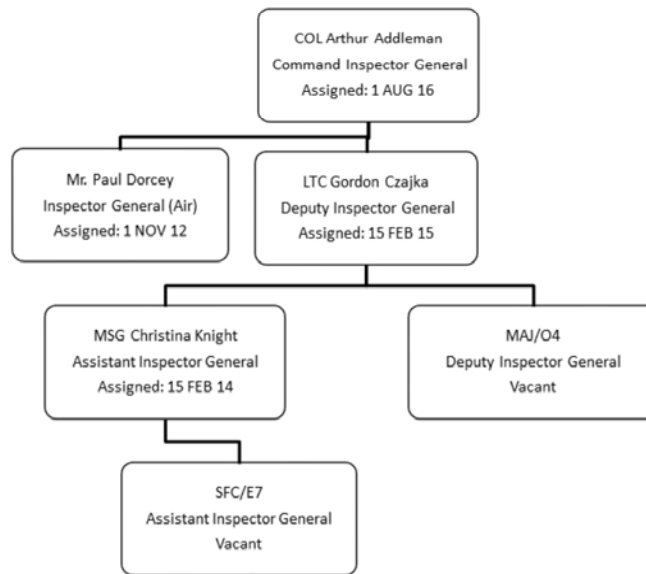 COL Arthur Addleman
Command Inspector General
Assigned: 1 AUG 16
Mr. Paul Dorcey
Inspector General (Air)
Assigned: 1 NOV 12
LTC Gordon Czajka
Deputy Inspector General
Assigned: 15 FEB 15
MSG Christina Knight
Assistant Inspector General
Assigned: 15 FEB 14
MAJ/O4
Deputy Inspector General
Vacant
SFC/E7
Assistant Inspector General
Vacant